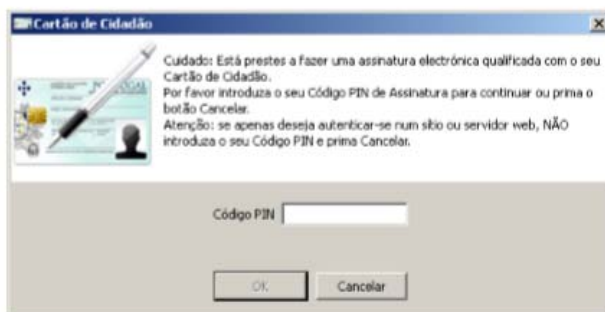 Cartão de Cidadão
Cuidado: Está prestes a fazer uma assinatura electrónica qualificada com o seu
Cartão de Cidadão.
Por favor introduza o seu Código PIN de Assinatura para continuar ou prima o
botão Cancelar.
Atenção: se apenas deseja autenticar-se num sítio ou servidor web, NÃO
introduza o seu Código PIN e prima Cancelar.
Código PIN
OK
Cancelar